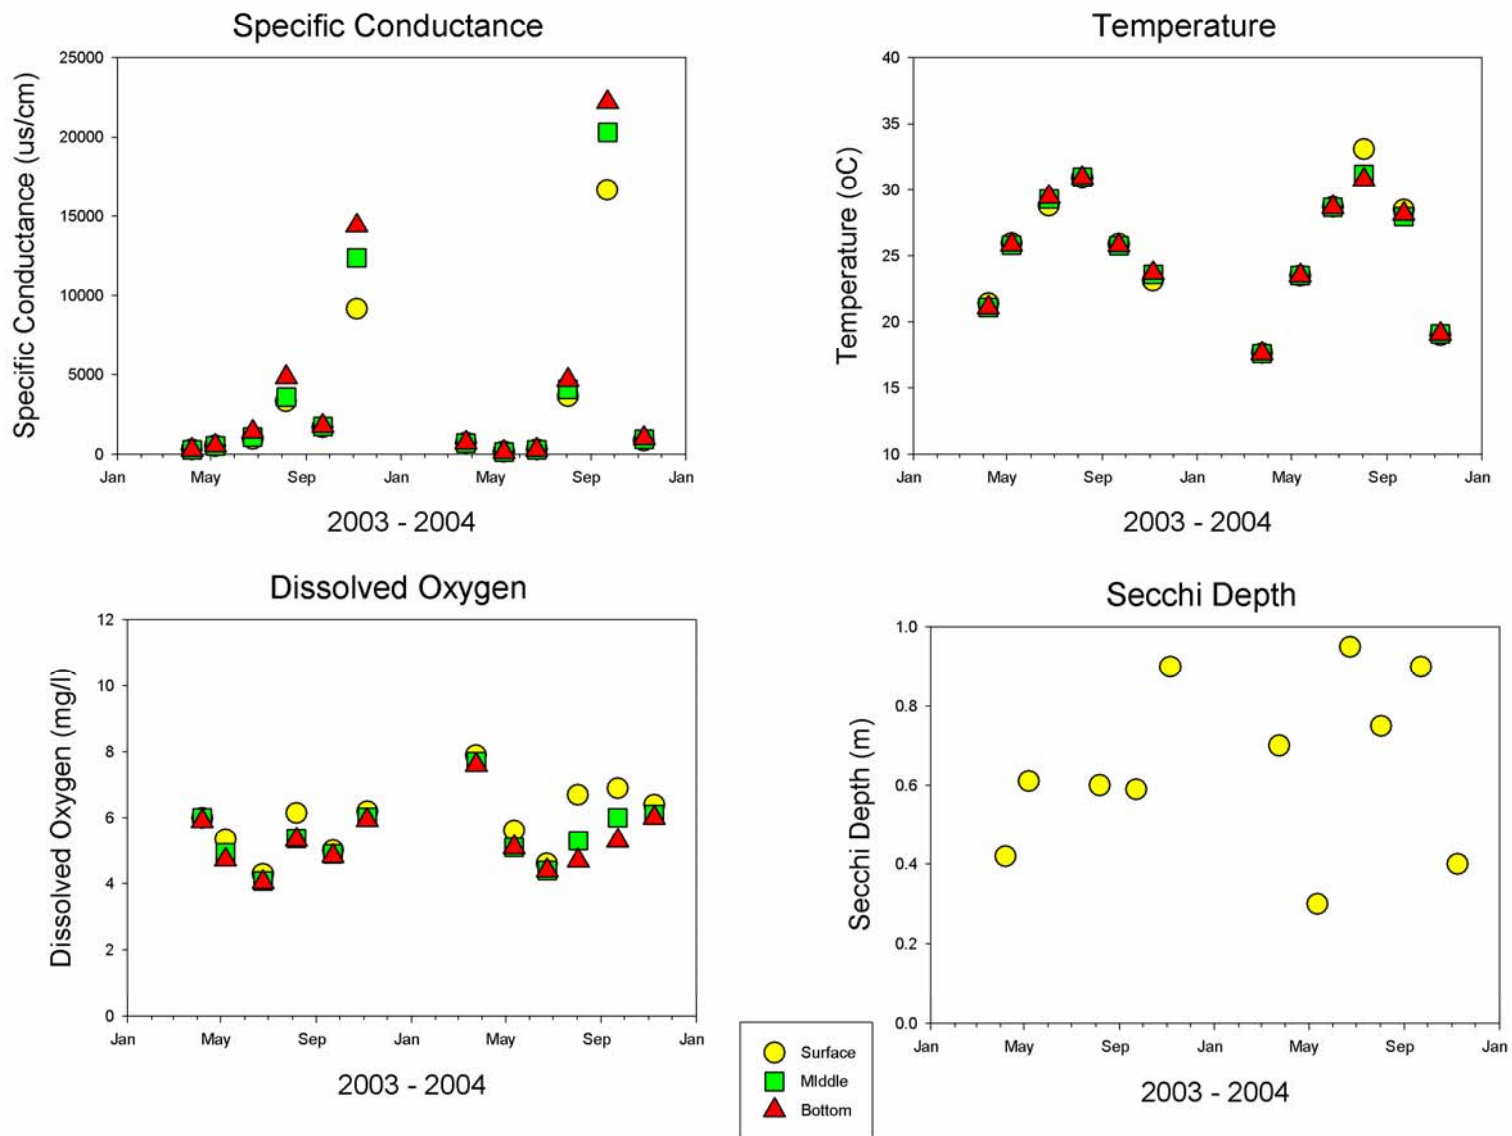 Specific Conductance
Specific Conductance (us/cm)
25000
20000
15000
10000
5000
0
Jan May Sep Jan May Sep Jan
2003 - 2004
Temperature
Temperature (oC)
40
35
30
25
20
15
10
Jan May Sep Jan May Sep Jan
2003 - 2004
Dissolved Oxygen
Dissolved Oxygen (mg/l)
12
10
8
6
4
2
0
Jan May Sep Jan May Sep Jan
2003 - 2004
Secchi Depth
Secchi Depth (m)
1.0
0.8
0.6
0.4
0.2
0.0
Jan May Sep Jan May Sep Jan
2003 - 2004
Surface
MIddle
Bottom